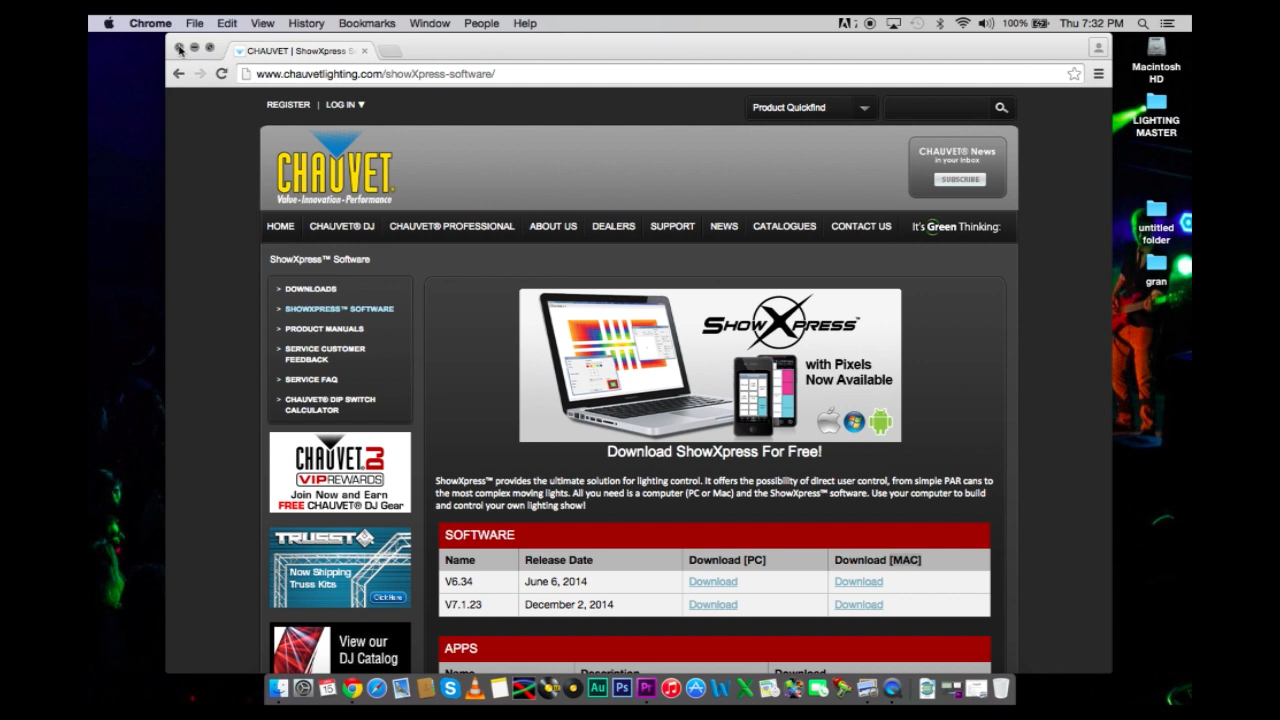 Chrome File Edit View History Bookmarks Window People Help
100% Thu 7:32 PM
CHAUVET | ShowXpress S
www.chauvetlighting.com/showXpress-software/
Macintosh
HD
LIGHTING
MASTER
untitled
folder
gran
REGISTER | LOG IN ▼
Product Quickfind
CHAUVET
Value-Innovation-Performance
CHAUVET® News
in your inbox
SUBSCRIBE
HOME CHAUVET® DJ CHAUVET® PROFESSIONAL ABOUT US DEALERS SUPPORT NEWS CATALOGUES CONTACT US It's Green Thinking:
ShowXpress™ Software
> DOWNLOADS
> SHOWXPRESS™ SOFTWARE
> PRODUCT MANUALS
> SERVICE CUSTOMER
FEEDBACK
> SERVICE FAQ
> CHAUVET® DIP SWITCH
CALCULATOR
CHAUVET DJ
VIP REWARDS
Join Now and Earn
FREE CHAUVET® DJ Gear
TRUSST
Now Shipping
Truss Kits
Click Here
View our
DJ Catalog
ShowXpress™
with Pixels
Now Available
Download ShowXpress For Free!
ShowXpress™ provides the ultimate solution for lighting control. It offers the possibility of direct user control, from simple PAR cans to
the most complex moving lights. All you need is a computer (PC or Mac) and the ShowXpress™ software. Use your computer to build
and control your own lighting show!
SOFTWARE
Name Release Date Download [PC] Download [MAC]
V6.34 June 6, 2014 Download Download
V7.1.23 December 2, 2014 Download Download
APPS
Name Description Download
15
Au Ps Pr